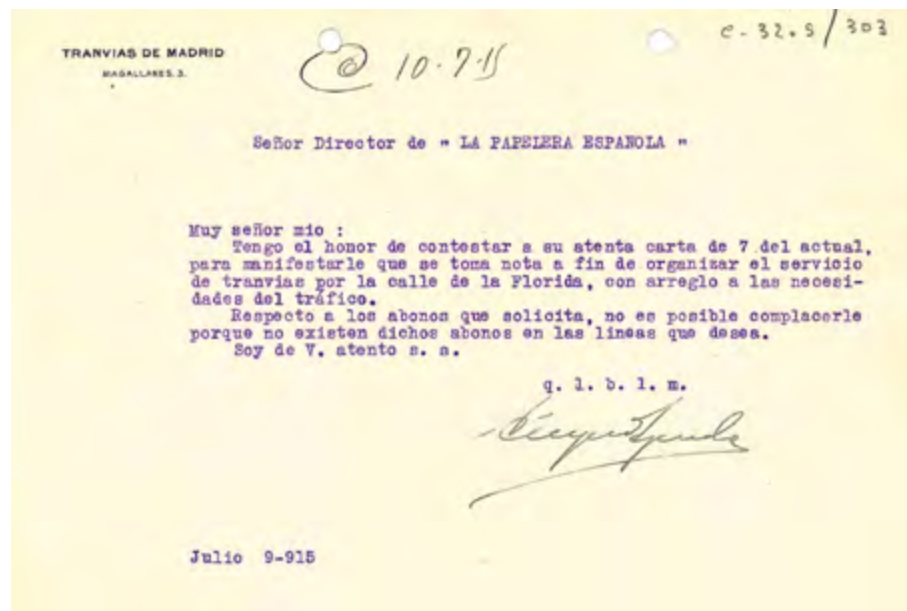 C-32.9/303
TRANVIAS DE MADRID
MAGALLANES, 3.
10-7-15
Señor Director de " LA PAPELERA ESPAÑOLA "
Muy señor mio :
Tengo el honor de contestar a su atenta carta de 7 del actual,
para manifestarle que se toma nota a fin de organizar el servicio
de tranvias por la calle de la Florida, con arreglo a las necesi-
dades del tráfico.
Respecto a los abonos que solicita, no es posible complacerle
porque no existen dichos abonos en las lineas que desea.
Soy de V. atento s. s.
q. l. b. l. m.
Julio 9-915